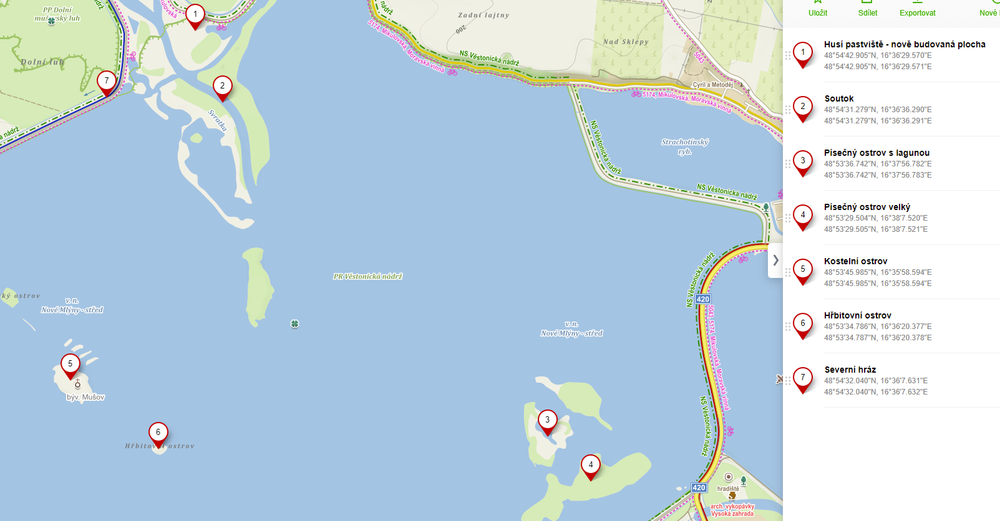 PP Dolní
mušovský luh
Dolní luh
7
1
2
Svratka
Mikulovská
nádrž
a nádrž
nádrž
5174, Mikulovská, Moravská vinná
NS Věstonická nádrž
Zadní lajtny
200
Nad Sklepy
5043
Cyril a Metoděj
5174, Mikulovská, Moravská vinná
NS Věstonická nádrž
Strachotínský
ryb.
NS Věstonická nádrž
PR Věstonická nádrž
ký ostrov
v. n.
Nové Mlýny - střed
5
býv. Mušov
6
Hřbitovní ostrov
v. n.
Nové Mlýny - střed
3
4
NS Věstonická nádrž
420
5043, 5174, Mikulovská, Moravská vinná
NS Věstonická nádrž
420
hradiště
arch. vykopávky
Vysoká zahrada
Uložit
Sdílet
Exportovat
Nové
1
Husí pastviště - nově budovaná plocha
48°54'42.905"N, 16°36'29.570"E
48°54'42.905"N, 16°36'29.571"E
2
Soutok
48°54'31.279"N, 16°36'36.290"E
48°54'31.279"N, 16°36'36.291"E
3
Písečný ostrov s lagunou
48°53'36.742"N, 16°37'56.782"E
48°53'36.742"N, 16°37'56.783"E
4
Písečný ostrov velký
48°53'29.504"N, 16°38'7.520"E
48°53'29.505"N, 16°38'7.521"E
5
Kostelní ostrov
48°53'45.985"N, 16°35'58.594"E
48°53'45.985"N, 16°35'58.594"E
6
Hřbitovní ostrov
48°53'34.786"N, 16°36'20.377"E
48°53'34.787"N, 16°36'20.378"E
7
Severní hráz
48°54'32.040"N, 16°36'7.631"E
48°54'32.040"N, 16°36'7.632"E